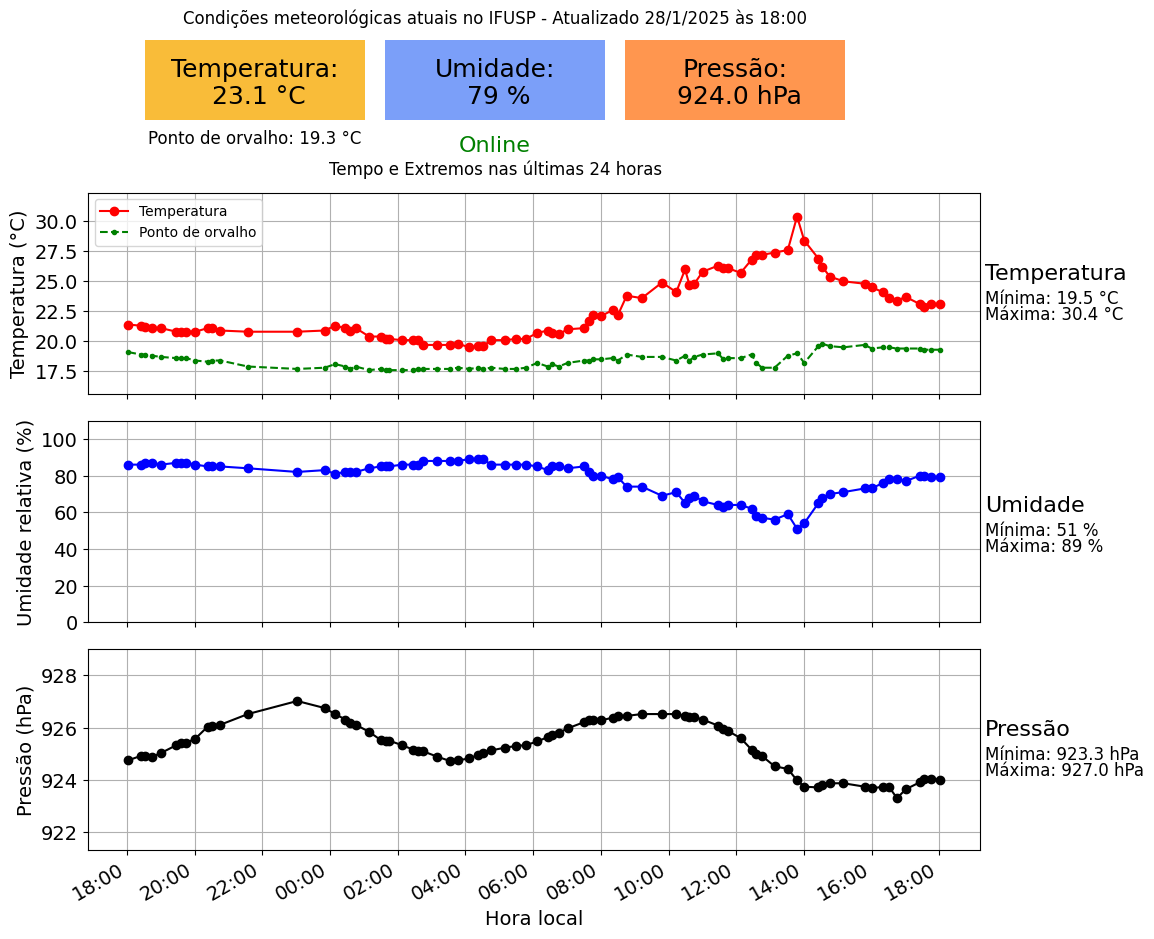 Condições meteorológicas atuais no IFUSP - Atualizado 28/1/2025 às 18:00
Temperatura:
23.1 °C
Umidade:
79 %
Pressão:
924.0 hPa
Ponto de orvalho: 19.3 °C
Online
Tempo e Extremos nas últimas 24 horas
Temperatura (°C)
30.0
27.5
25.0
22.5
20.0
17.5
Temperatura
Ponto de orvalho
Temperatura
Mínima: 19.5 °C
Máxima: 30.4 °C
Umidade relativa (%)
100
80
60
40
20
0
Umidade
Mínima: 51 %
Máxima: 89 %
Pressão (hPa)
928
926
924
922
Pressão
Mínima: 923.3 hPa
Máxima: 927.0 hPa
18:00 20:00 22:00 00:00 02:00 04:00 06:00 08:00 10:00 12:00 14:00 16:00 18:00
Hora local